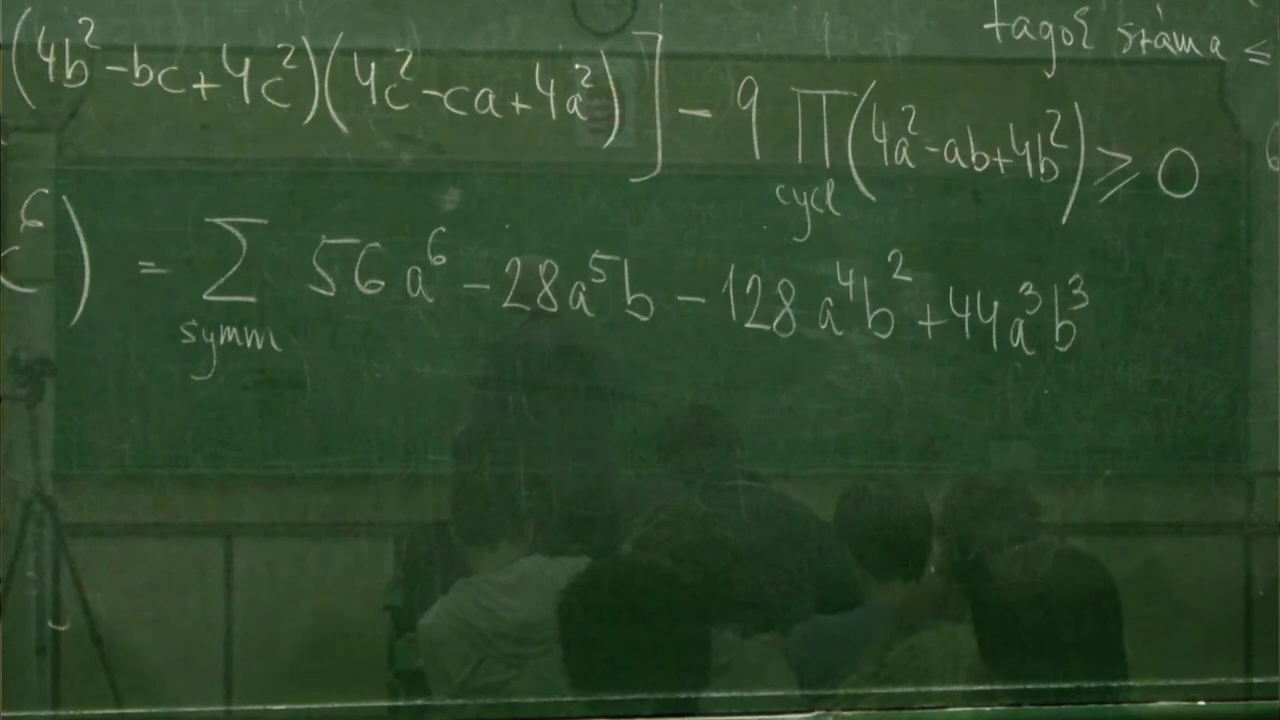 tagok száma ≤
(4b²-bc+4c²)(4c²-ca+4a²)] - 9 ∏ cycl (4a²-ab+4b²) ≥ 0
c⁶) = ∑ symm 56a⁶ - 28a⁵b - 128a⁴b² + 44a³b³